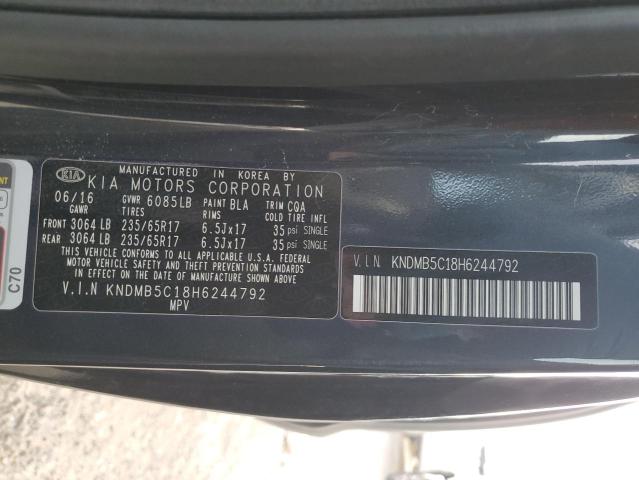 KIA
MANUFACTURED IN KOREA BY
KIA MOTORS CORPORATION
06/16 GVWR 6085LB PAINT BLA TRIM CQA
GAWR TIRES RIMS COLD TIRE INFL
FRONT 3064 LB 235/65R17 6.5Jx17 35 psi SINGLE
REAR 3064 LB 235/65R17 6.5Jx17 35 psi SINGLE
THIS VEHICLE CONFORMS TO ALL APPLICABLE U.S.A. FEDERAL
MOTOR VEHICLE SAFETY AND THEFT PREVENTION STANDARDS
IN EFFECT ON THE DATE OF MANUFACTURE SHOWN ABOVE.
V.I.N KNDMB5C18H6244792
MPV
V.I.N KNDMB5C18H6244792
C70